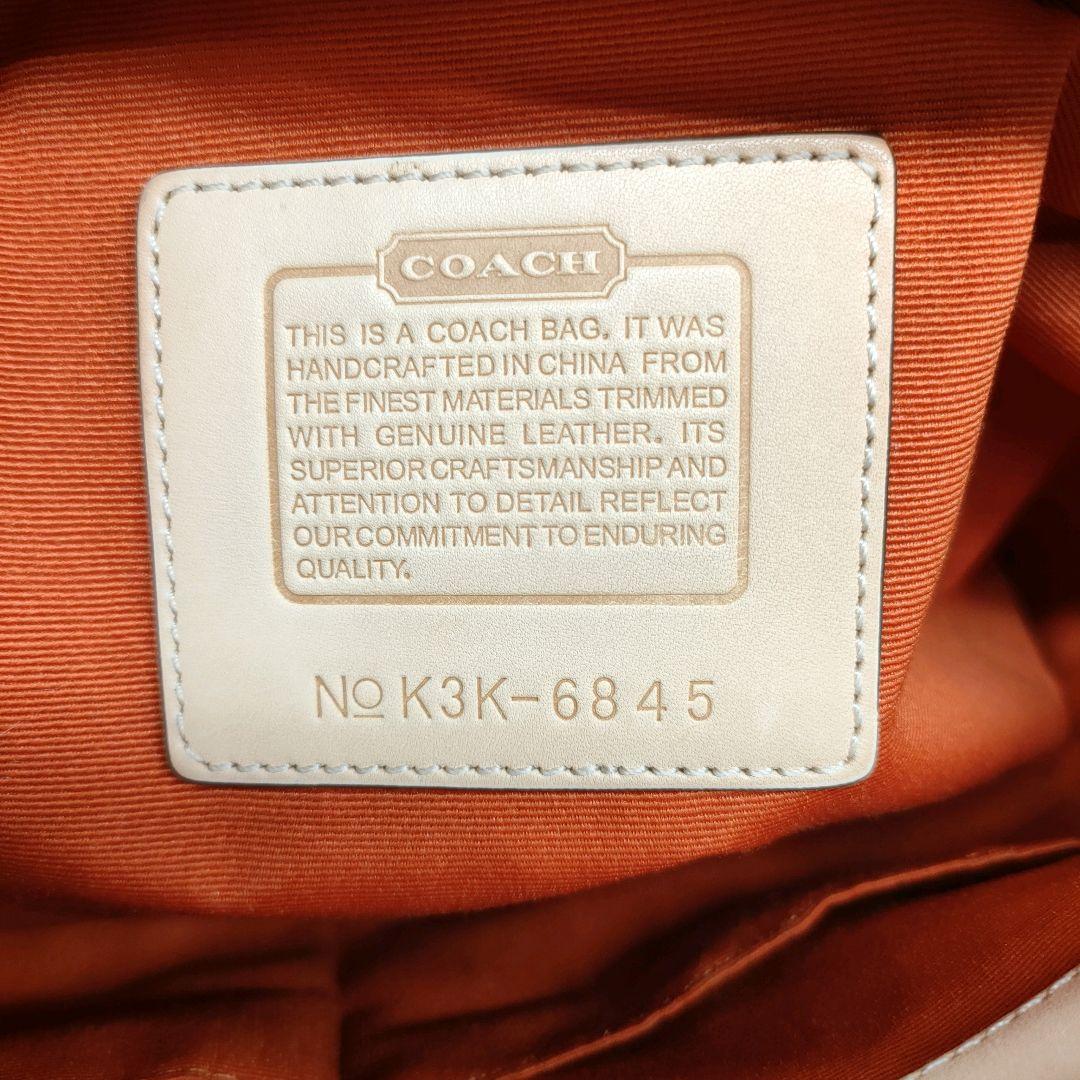 COACH
THIS IS A COACH BAG. IT WAS
HANDCRAFTED IN CHINA FROM
THE FINEST MATERIALS TRIMMED
WITH GENUINE LEATHER. ITS
SUPERIOR CRAFTSMANSHIP AND
ATTENTION TO DETAIL REFLECT
OUR COMMITMENT TO ENDURING
QUALITY.
No K3K-6845